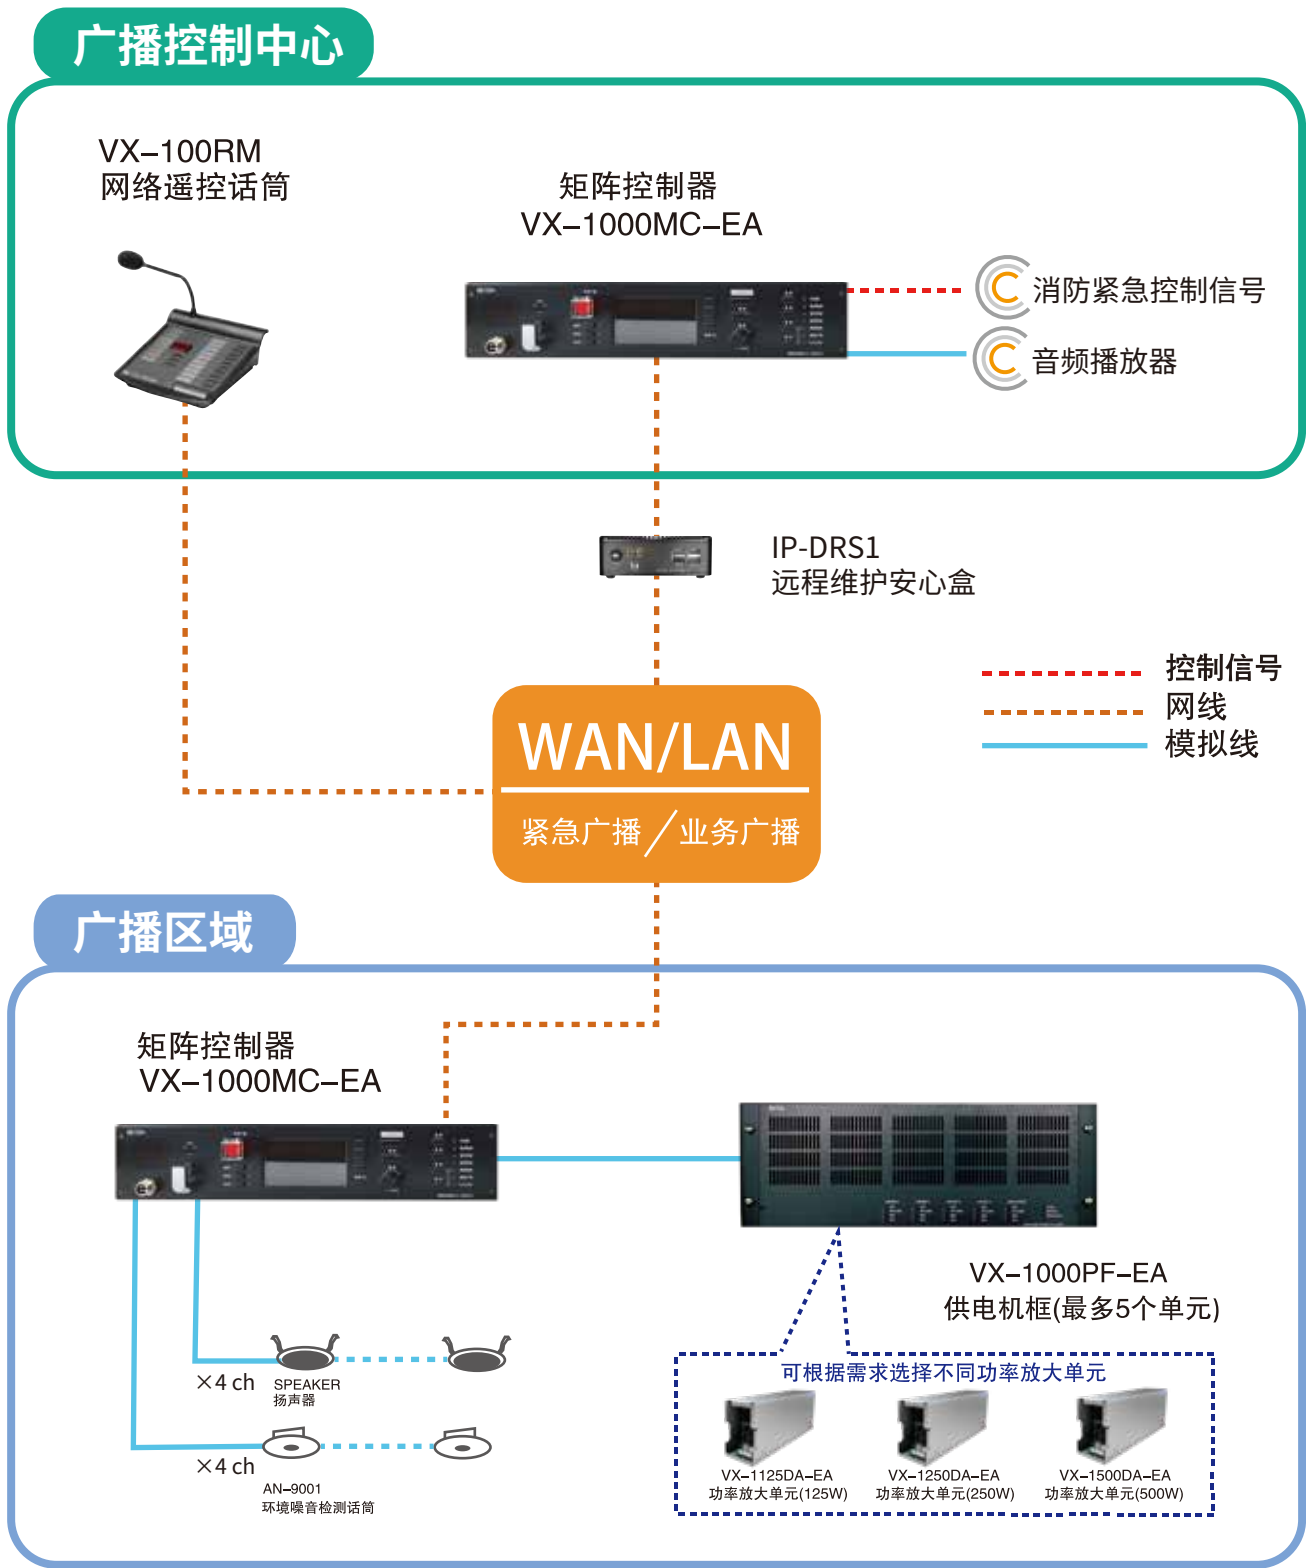 广播控制中心
VX-100RM
网络遥控话筒
矩阵控制器
VX-1000MC-EA
消防紧急控制信号
音频播放器
IP-DRS1
远程维护安心盒
控制信号
网线
模拟线
WAN/LAN
紧急广播/业务广播
广播区域
矩阵控制器
VX-1000MC-EA
VX-1000PF-EA
供电机框(最多5个单元)
×4 ch
SPEAKER
扬声器
×4 ch
AN-9001
环境噪音检测话筒
可根据需求选择不同功率放大单元
VX-1125DA-EA
功率放大单元(125W)
VX-1250DA-EA
功率放大单元(250W)
VX-1500DA-EA
功率放大单元(500W)